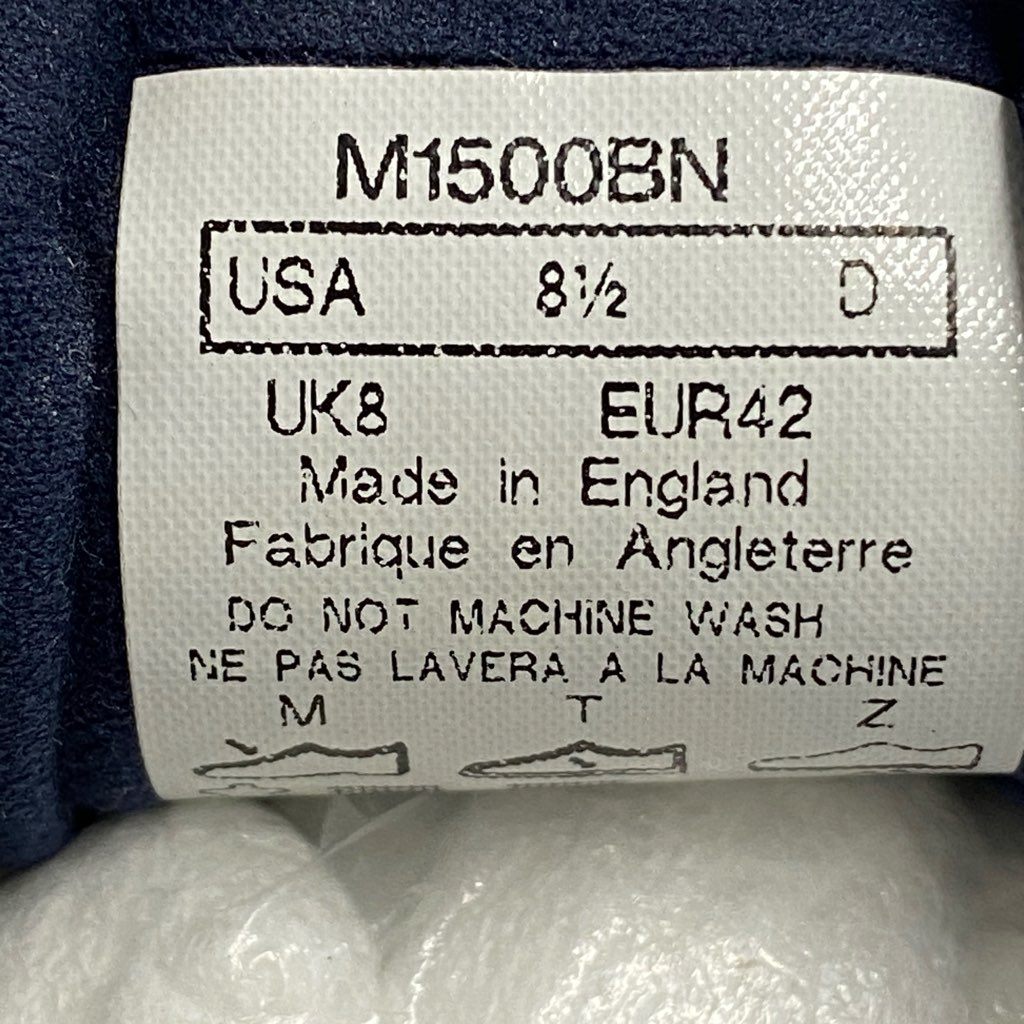 M1500BN
USA 8½ D
UK8 EUR42
Made in England
Fabrique en Angleterre
DO NOT MACHINE WASH
NE PAS LAVERA A LA MACHINE
M T Z